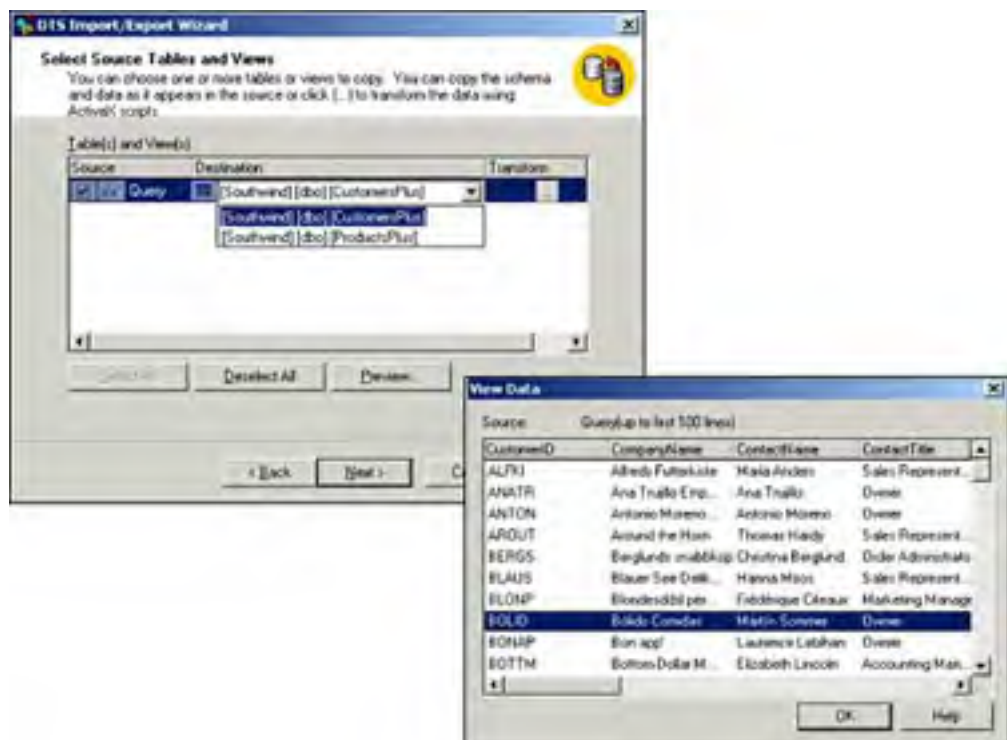 DTS Import/Export Wizard
Select Source Tables and Views
You can choose one or more tables or views to copy. You can copy the schema
and data as it appears in the source or click (...) to transform the data using
ActiveX scripts.
Table(s) and View(s):
Source Destination Transform
Query [Southwind].[dbo].[CustomersPlus]
[Southwind].[dbo].[CustomersPlus]
[Southwind].[dbo].[ProductsPlus]
Select All Deselect All Preview...
< Back Next > C
View Data
Source: Query(up to first 100 lines)
CustomerID CompanyName ContactName ContactTitle
ALFKI Alfreds Futterkiste Maria Anders Sales Represent...
ANATR Ana Trujillo Emp... Ana Trujillo Owner
ANTON Antonio Moreno... Antonio Moreno Owner
AROUT Around the Horn Thomas Hardy Sales Represent...
BERGS Berglunds snabbköp Christina Berglund Order Administrato
BLAUS Blauer See Delik... Hanna Moos Sales Represent...
BLONP Blondesddsl pèr... Frédérique Citeaux Marketing Manage
BOLID Bólido Comidas Martín Sommer Owner
BONAP Bon app' Laurence Lebihan Owner
BOTTM Bottom-Dollar M... Elizabeth Lincoln Accounting Man...
OK Help